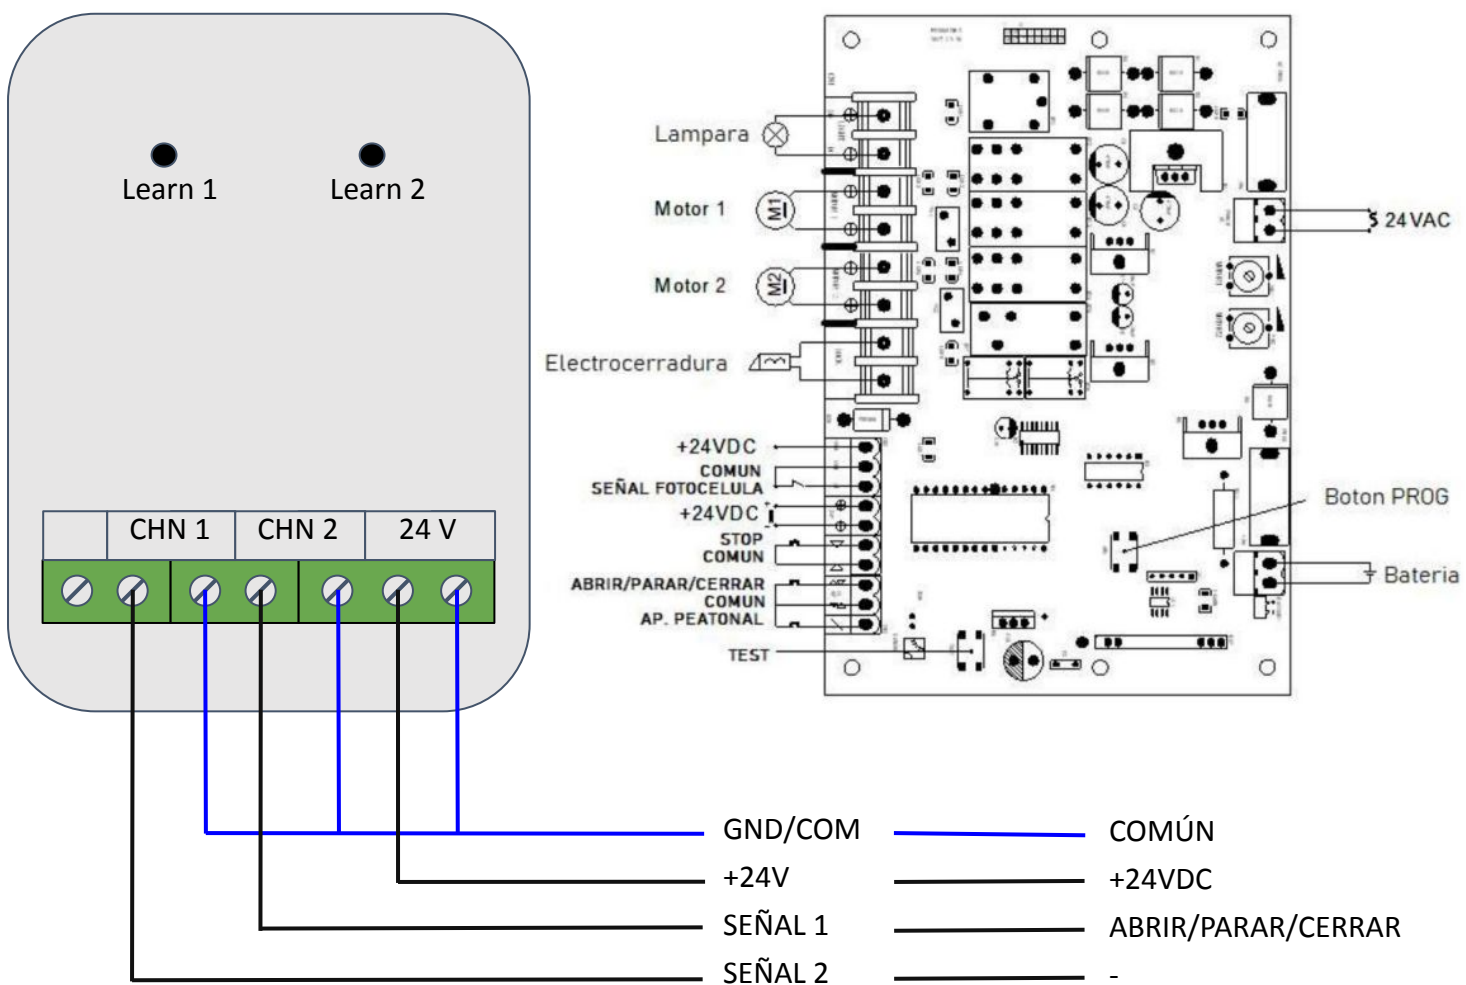 Learn 1
Learn 2
CHN 1
CHN 2
24 V
Lampara
Motor 1
M1
Motor 2
M2
Electrocerradura
+24VDC
COMUN
SEÑAL FOTOCELULA
+24VDC
STOP
COMUN
ABRIR/PARAR/CERRAR
COMUN
AP. PEATONAL
TEST
24VAC
Boton PROG
Bateria
GND/COM
COMÚN
+24V
+24VDC
SEÑAL 1
ABRIR/PARAR/CERRAR
SEÑAL 2
-